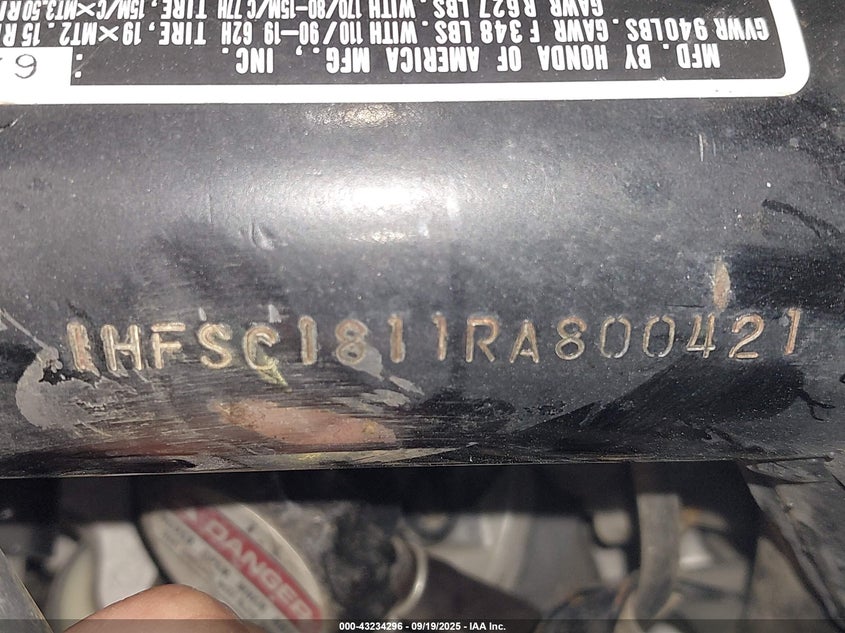 MFD. BY HONDA OF AMERICA MFG., INC.
GVWR 940LBS. GAWR F 348 LBS. WITH 110/90-19 62H TIRE, 19×MT2.15 RI
GAWR R 627 LBS. WITH 170/80-15M/C 77H TIRE, 15M/C×MT3.50 RI
1HFSC1811RA800421
DANGER
000-43234296 - 09/19/2025 - IAA Inc.